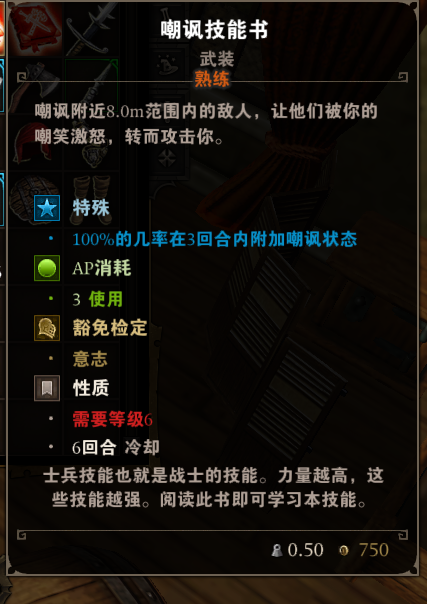 嘲讽技能书
武装
熟练
嘲讽附近8.0m范围内的敌人，让他们被你的
嘲笑激怒，转而攻击你。
特殊
· 100%的几率在3回合内附加嘲讽状态
AP消耗
· 3 使用
豁免检定
· 意志
性质
· 需要等级6
· 6回合 冷却
士兵技能也就是战士的技能。力量越高，这
些技能越强。阅读此书即可学习本技能。
0.50 750